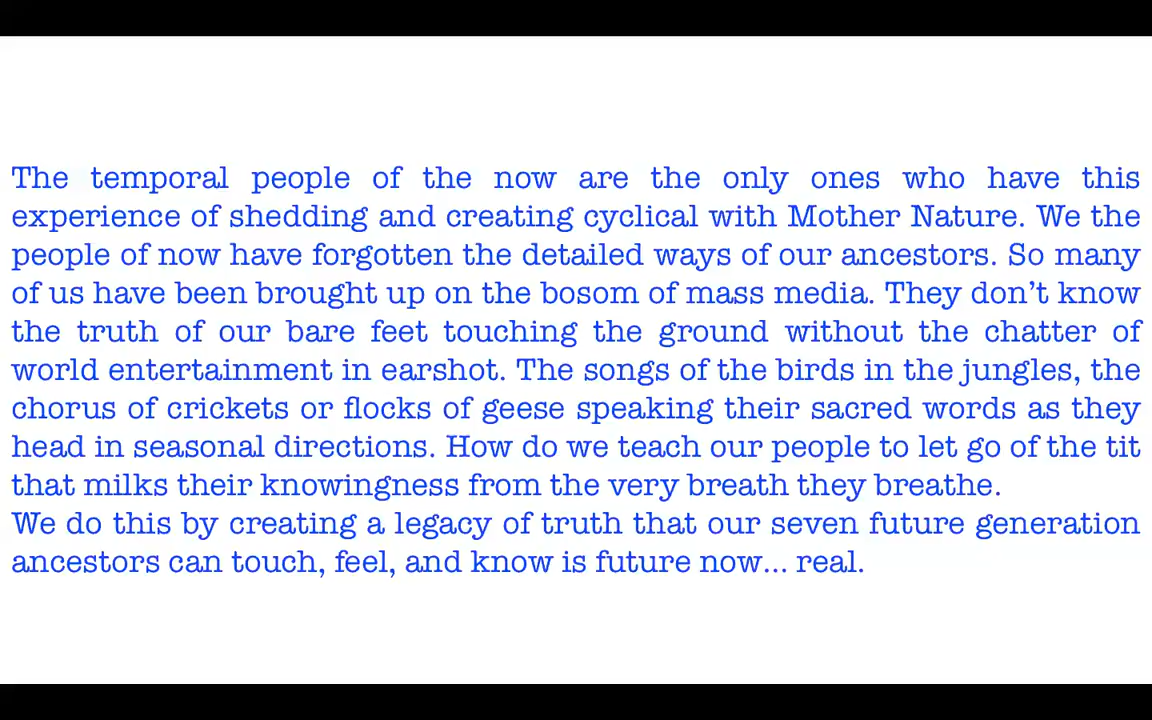 The temporal people of the now are the only ones who have this
experience of shedding and creating cyclical with Mother Nature. We the
people of now have forgotten the detailed ways of our ancestors. So many
of us have been brought up on the bosom of mass media. They don’t know
the truth of our bare feet touching the ground without the chatter of
world entertainment in earshot. The songs of the birds in the jungles, the
chorus of crickets or flocks of geese speaking their sacred words as they
head in seasonal directions. How do we teach our people to let go of the tit
that milks their knowingness from the very breath they breathe.
We do this by creating a legacy of truth that our seven future generation
ancestors can touch, feel, and know is future now... real.